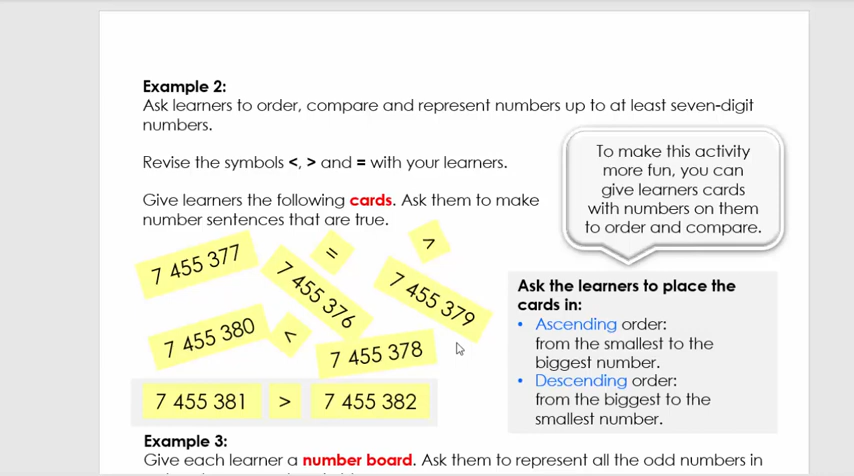 Example 2:
Ask learners to order, compare and represent numbers up to at least seven-digit
numbers.
Revise the symbols <, > and = with your learners.
Give learners the following cards. Ask them to make
number sentences that are true.
To make this activity
more fun, you can
give learners cards
with numbers on them
to order and compare.
7 455 377
7 455 376
=
>
7 455 379
7 455 380
<
7 455 378
7 455 381 > 7 455 382
Ask the learners to place the
cards in:
• Ascending order:
from the smallest to the
biggest number.
• Descending order:
from the biggest to the
smallest number.
Example 3:
Give each learner a number board. Ask them to represent all the odd numbers in